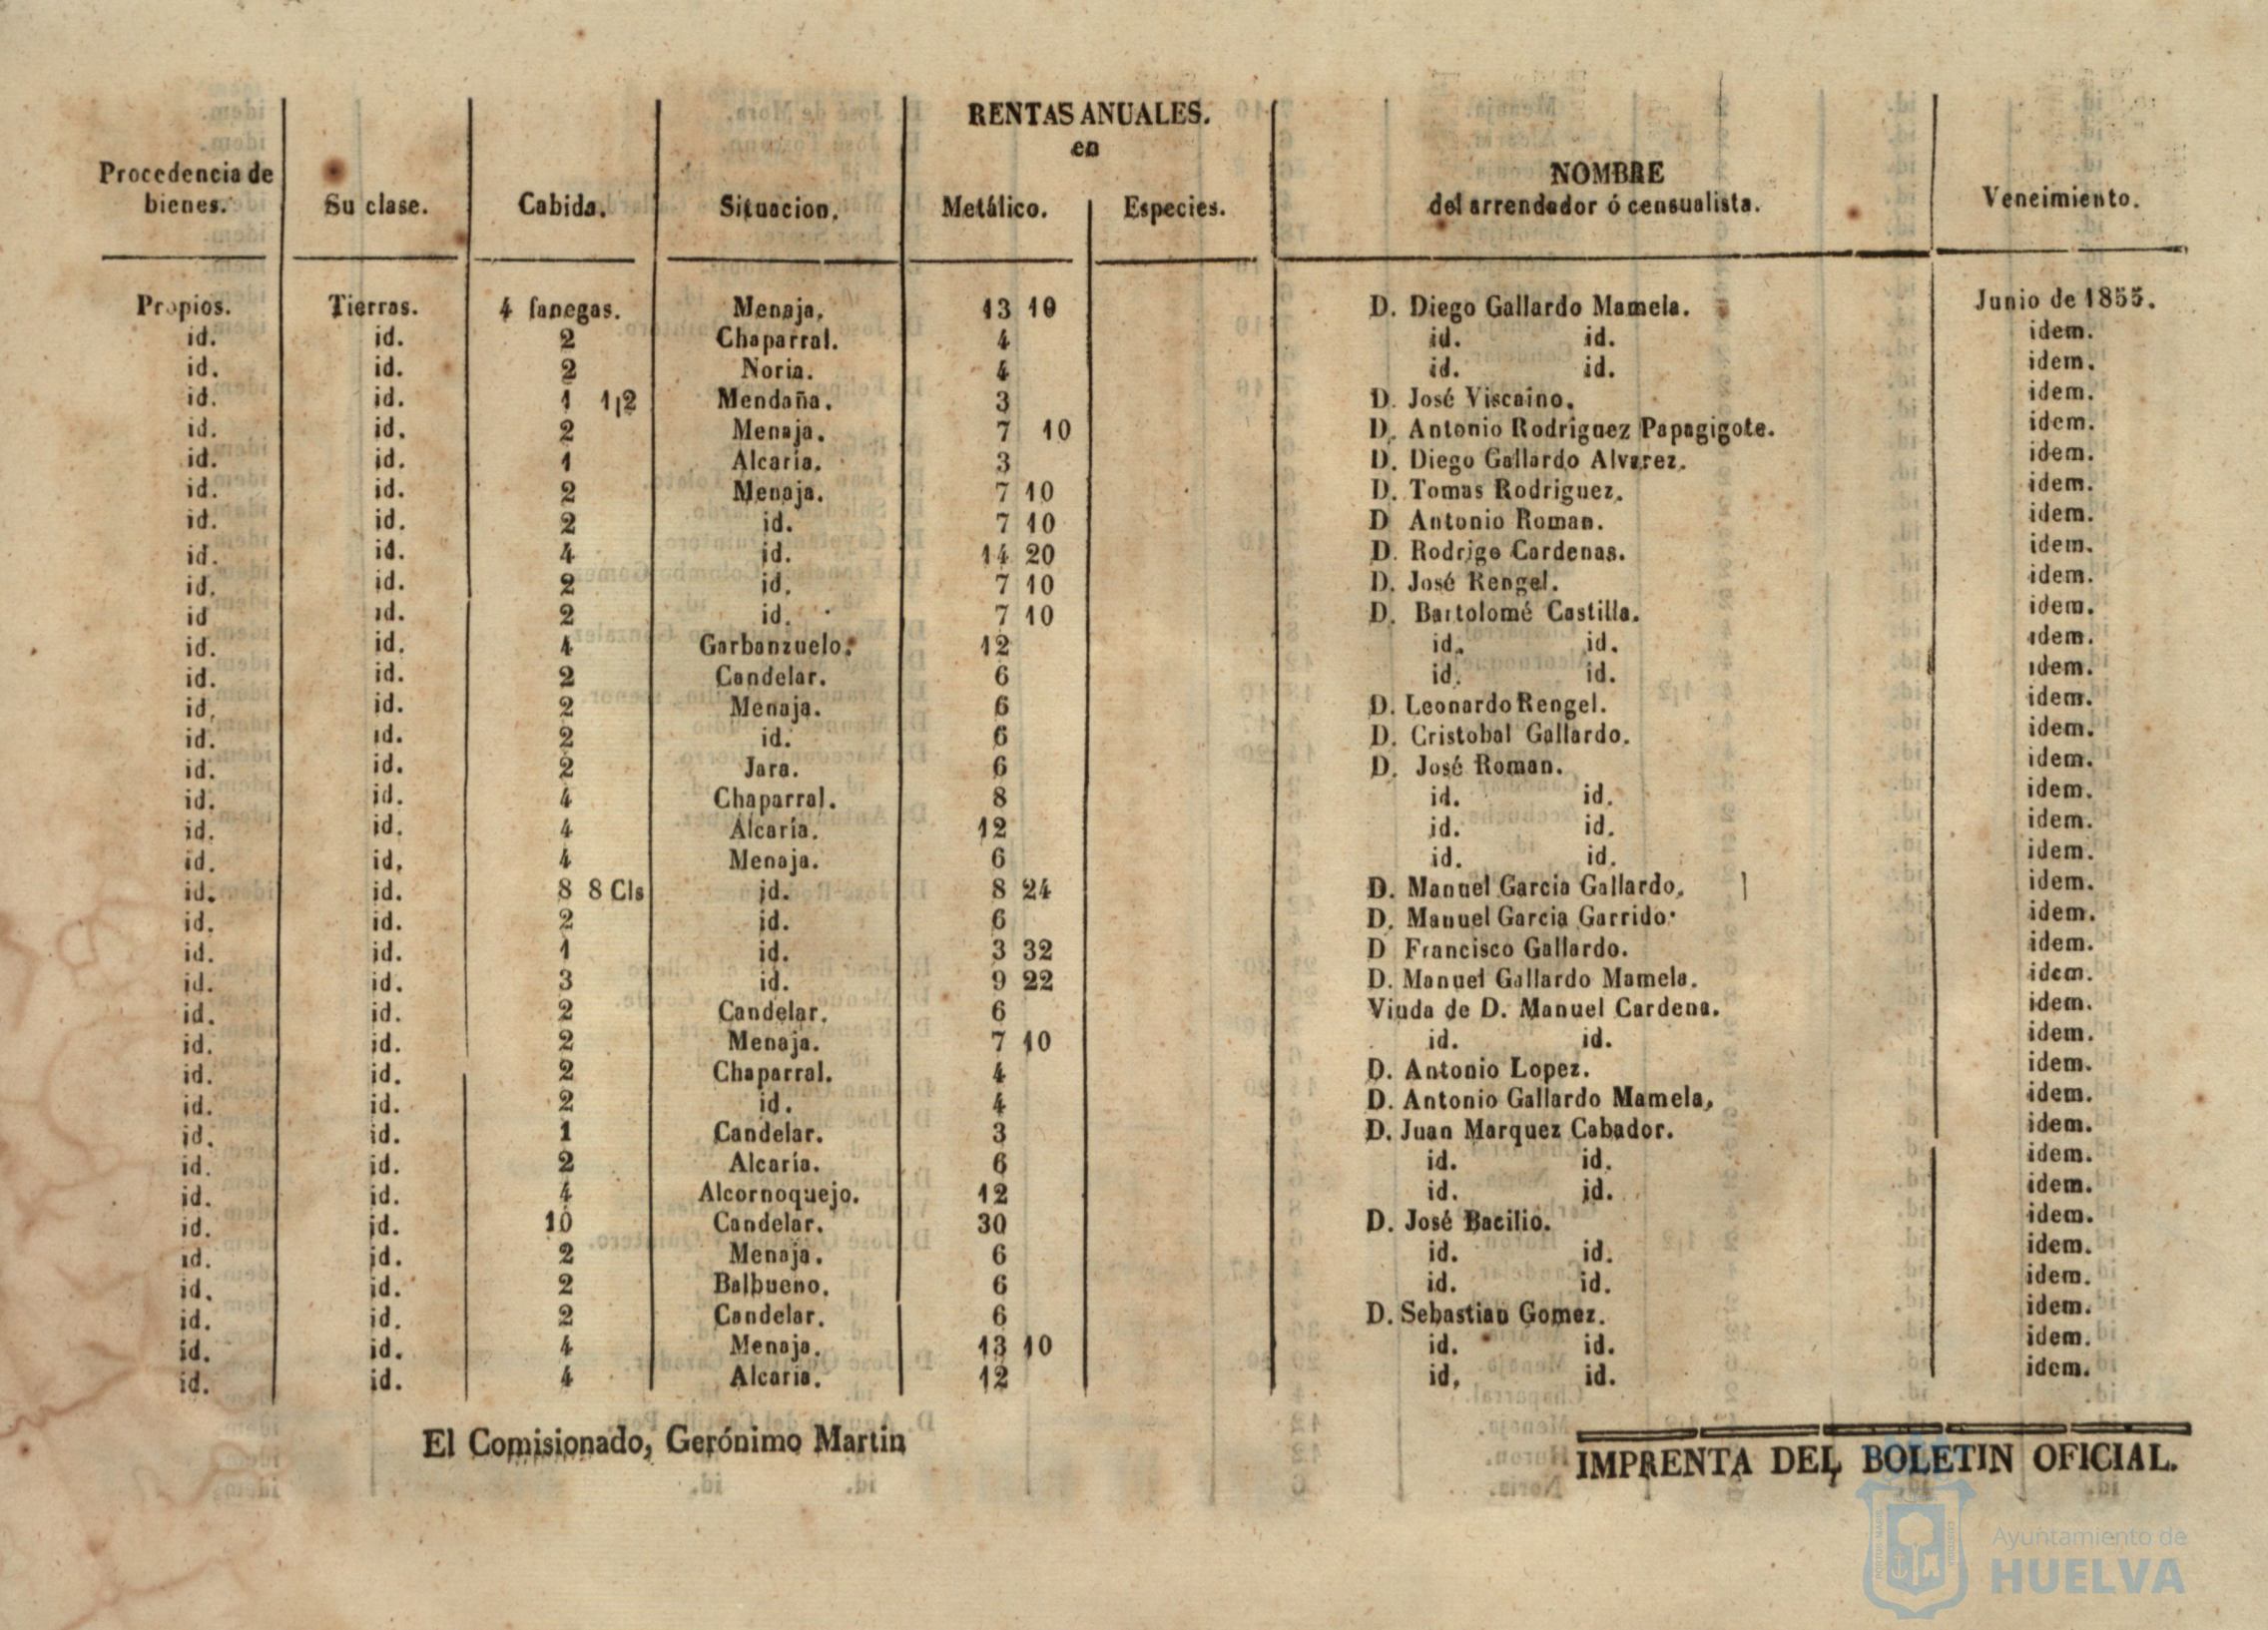 RENTAS ANUALES.
en
Procedencia de bienes. Su clase. Cabida. Situacion. Metálico. Especies. NOMBRE del arrendador ó censualista. Veneimiento.
Propios. Tierras. 4 fanegas. Menaja. 13 10 D. Diego Gallardo Mamela. Junio de 1855.
id. id. 2 Chaparral. 4 id. id. idem.
id. id. 2 Noria. 4 id. id. idem.
id. id. 1 1|2 Mendaña. 3 D. José Viscaino. idem.
id. id. 2 Menaja. 7 10 D. Antonio Rodriguez Papagigote. idem.
id. id. 1 Alcaria. 3 D. Diego Gallardo Alvarez. idem.
id. id. 2 Menaja. 7 10 D. Tomas Rodriguez. idem.
id. id. 2 id. 7 10 D Antonio Roman. idem.
id. id. 4 id. 14 20 D. Rodrigo Cardenas. idem.
id. id. 2 id. 7 10 D. José Rengel. idem.
id id. 2 id. 7 10 D. Bartolomé Castilla. idem.
id. id. 4 Garbanzuelo. 12 id. id. idem.
id. id. 2 Candelar. 6 id. id. idem.
id. id. 2 Menaja. 6 D. Leonardo Rengel. idem.
id. id. 2 id. 6 D. Cristobal Gallardo. idem.
id. id. 2 Jara. 6 D. José Roman. idem.
id. id. 4 Chaparral. 8 id. id. idem.
id. id. 4 Alcaría. 12 id. id. idem.
id. id. 4 Menaja. 6 id. id. idem.
id. id. 8 8 Cls id. 8 24 D. Manuel Garcia Gallardo. idem.
id. id. 2 id. 6 D. Manuel Garcia Garrido. idem.
id. id. 1 id. 3 32 D Francisco Gallardo. idem.
id. id. 3 id. 9 22 D. Manuel Gallardo Mamela. idem.
id. id. 2 Candelar. 6 Viuda de D. Manuel Cardena. idem.
id. id. 2 Menaja. 7 10 id. id. idem.
id. id. 2 Chaparral. 4 D. Antonio Lopez. idem.
id. id. 2 id. 4 D. Antonio Gallardo Mamela, idem.
id. id. 1 Candelar. 3 D. Juan Marquez Cabador. idem.
id. id. 2 Alcaría. 6 id. id. idem.
id. id. 4 Alcornoquejo. 12 id. id. idem.
id. id. 10 Candelar. 30 D. José Bacilio. idem.
id. id. 2 Menaja. 6 id. id. idem.
id. id. 2 Balbueno. 6 id. id. idem.
id. id. 2 Candelar. 6 D. Sebastian Gomez. idem.
id. id. 4 Menaja. 13 10 id. id. idem.
id. id. 4 Alcaria. 12 id, id. idem.
El Comisionado, Gerónimo Martin
IMPRENTA DEL BOLETIN OFICIAL.
Ayuntamiento de
HUELVA